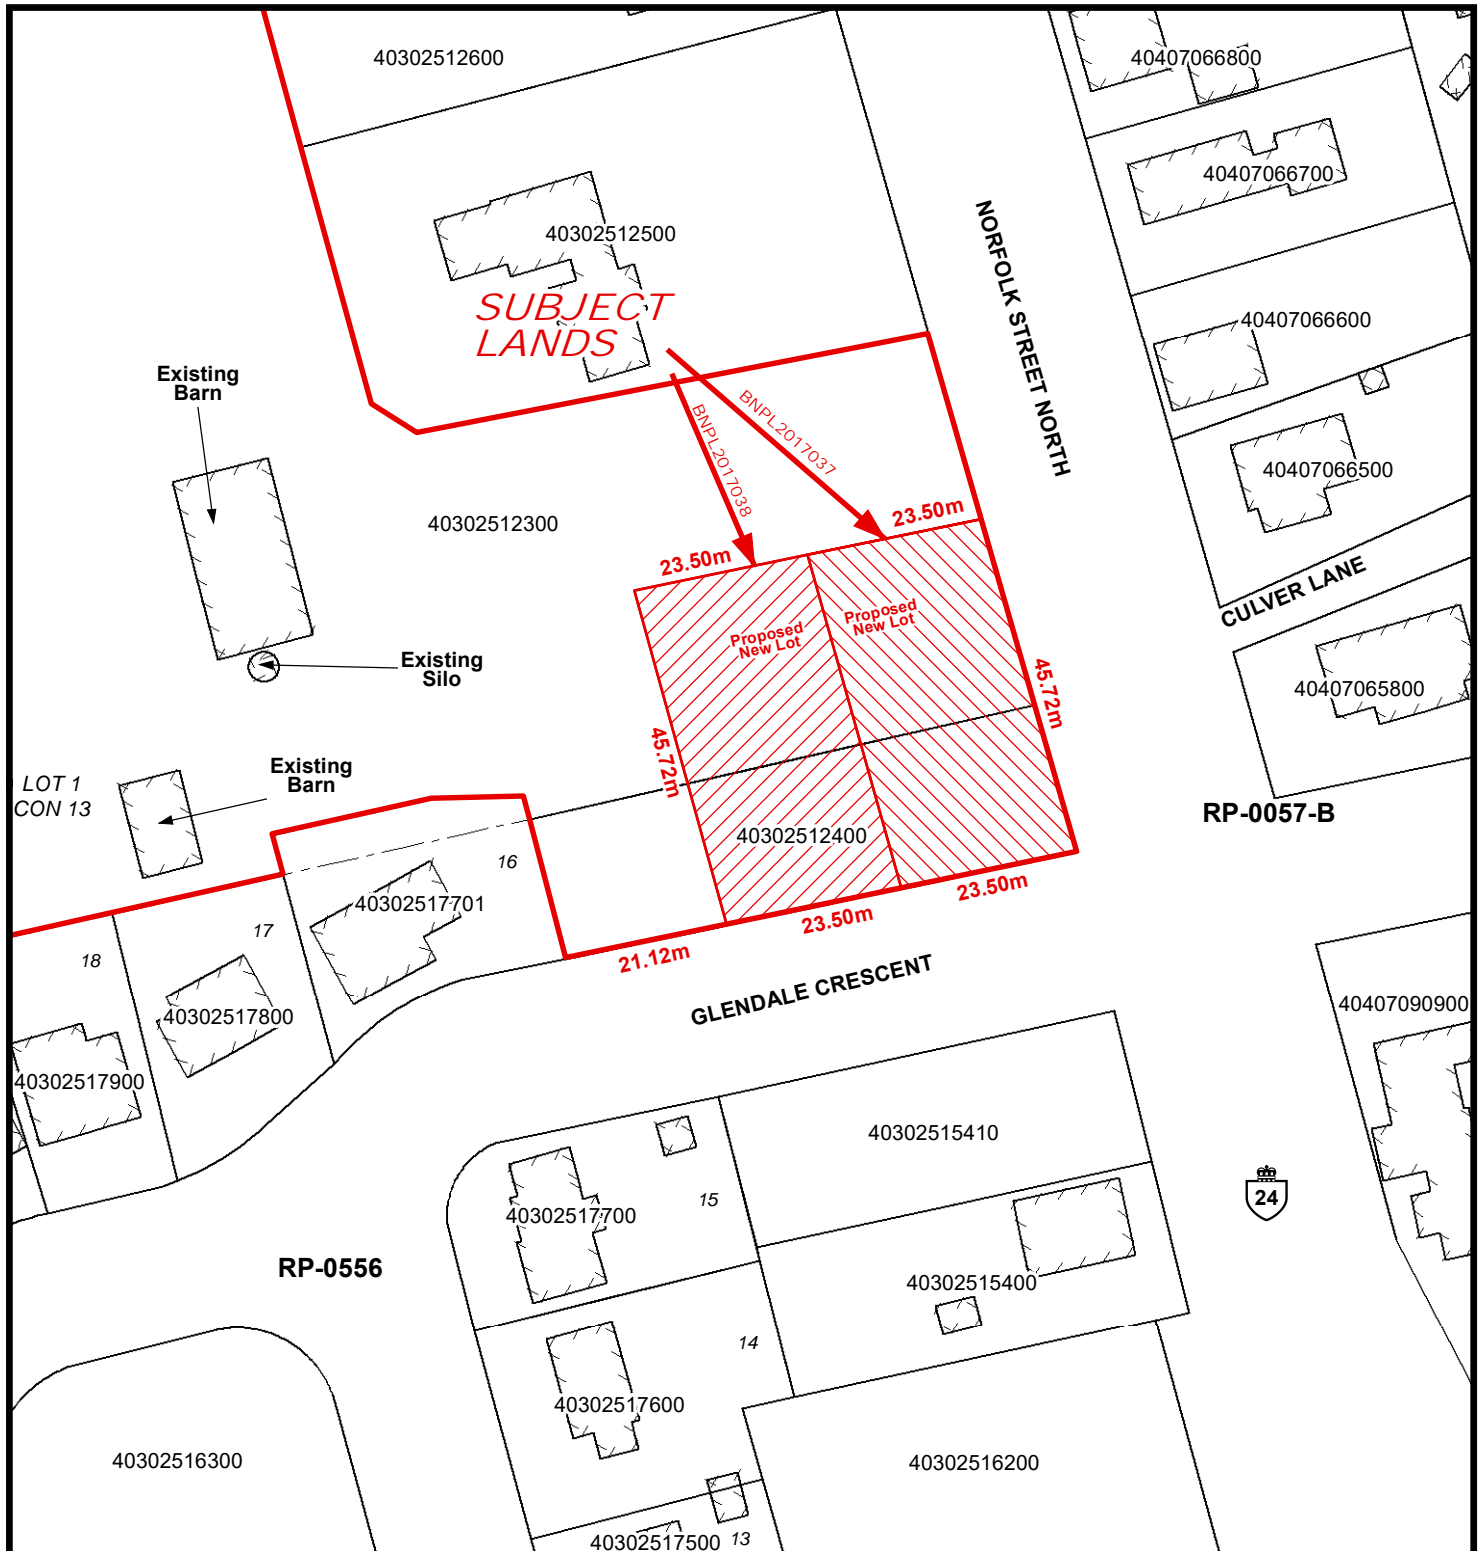 40302512600
40407066800
40407066700
40302512500
NORFOLK STREET NORTH
SUBJECT
LANDS
40407066600
Existing
Barn
BNPL2017038
BNPL2017037
40407066500
40302512300
23.50m
23.50m
CULVER LANE
Proposed
New Lot
Proposed
New Lot
Existing
Silo
40407065800
45.72m
45.72m
LOT 1
CON 13
Existing
Barn
RP-0057-B
40302512400
16
40302517701
23.50m
23.50m
21.12m
17
18
GLENDALE CRESCENT
40302517800
40407090900
40302517900
40302515410
15
24
40302517700
RP-0556
40302515400
14
40302517600
40302516300
40302516200
40302517500
13